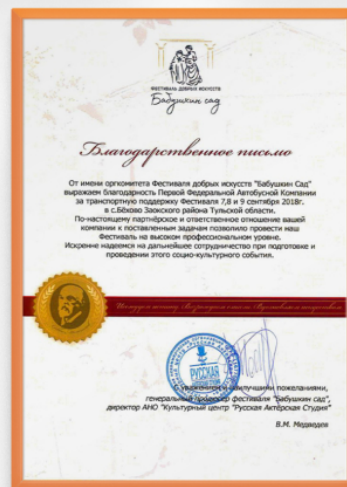 ФЕСТИВАЛЬ ДОБРЫХ ИСКУССТВ
Бабушкин сад
Благодарственное письмо
От имени оргкомитета Фестиваля добрых искусств "Бабушкин Сад"
выражаем благодарность Первой Федеральной Автобусной Компании
за транспортную поддержку Фестиваля 7,8 и 9 сентября 2018г.
в с.Бёхово Заокского района Тульской области.
По-настоящему партнёрское и ответственное отношение вашей
компании к поставленным задачам позволило провести наш
Фестиваль на высоком профессиональном уровне.
Искренне надеемся на дальнейшее сотрудничество при подготовке и
проведении этого социо-культурного события.
РУССКАЯ
С уважением и наилучшими пожеланиями,
генеральный продюсер фестиваля "Бабушкин сад",
директор АНО "Культурный центр "Русская Актёрская Студия"
В.М. Медведев